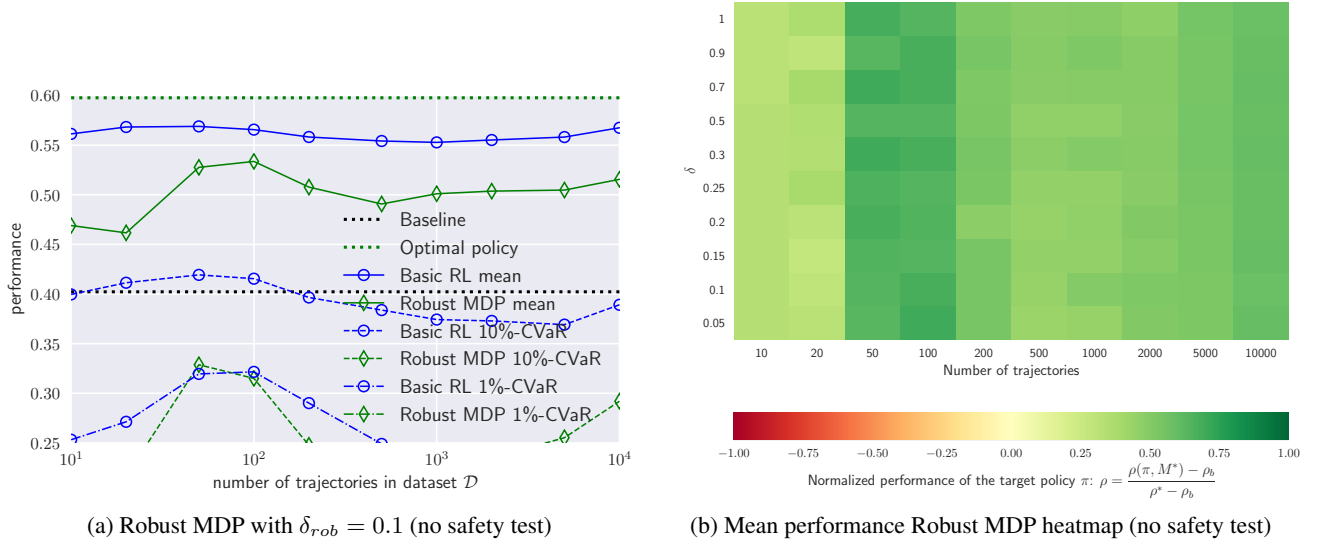 0.60
0.55
0.50
0.45
0.40
0.35
0.30
0.25
performance
10^1
10^2
10^3
10^4
number of trajectories in dataset 𝒟
Baseline
Optimal policy
Basic RL mean
Robust MDP mean
Basic RL 10%-CVaR
Robust MDP 10%-CVaR
Basic RL 1%-CVaR
Robust MDP 1%-CVaR
(a) Robust MDP with δ_{rob} = 0.1 (no safety test)
1
0.9
0.7
0.5
0.3
0.25
0.2
0.15
0.1
0.05
δ
10 20 50 100 200 500 1000 2000 5000 10000
Number of trajectories
−1.00 −0.75 −0.50 −0.25 0.00 0.25 0.50 0.75 1.00
Normalized performance of the target policy π: ρ = \frac{ρ(π, M^*) − ρ_b}{ρ^* − ρ_b}
(b) Mean performance Robust MDP heatmap (no safety test)